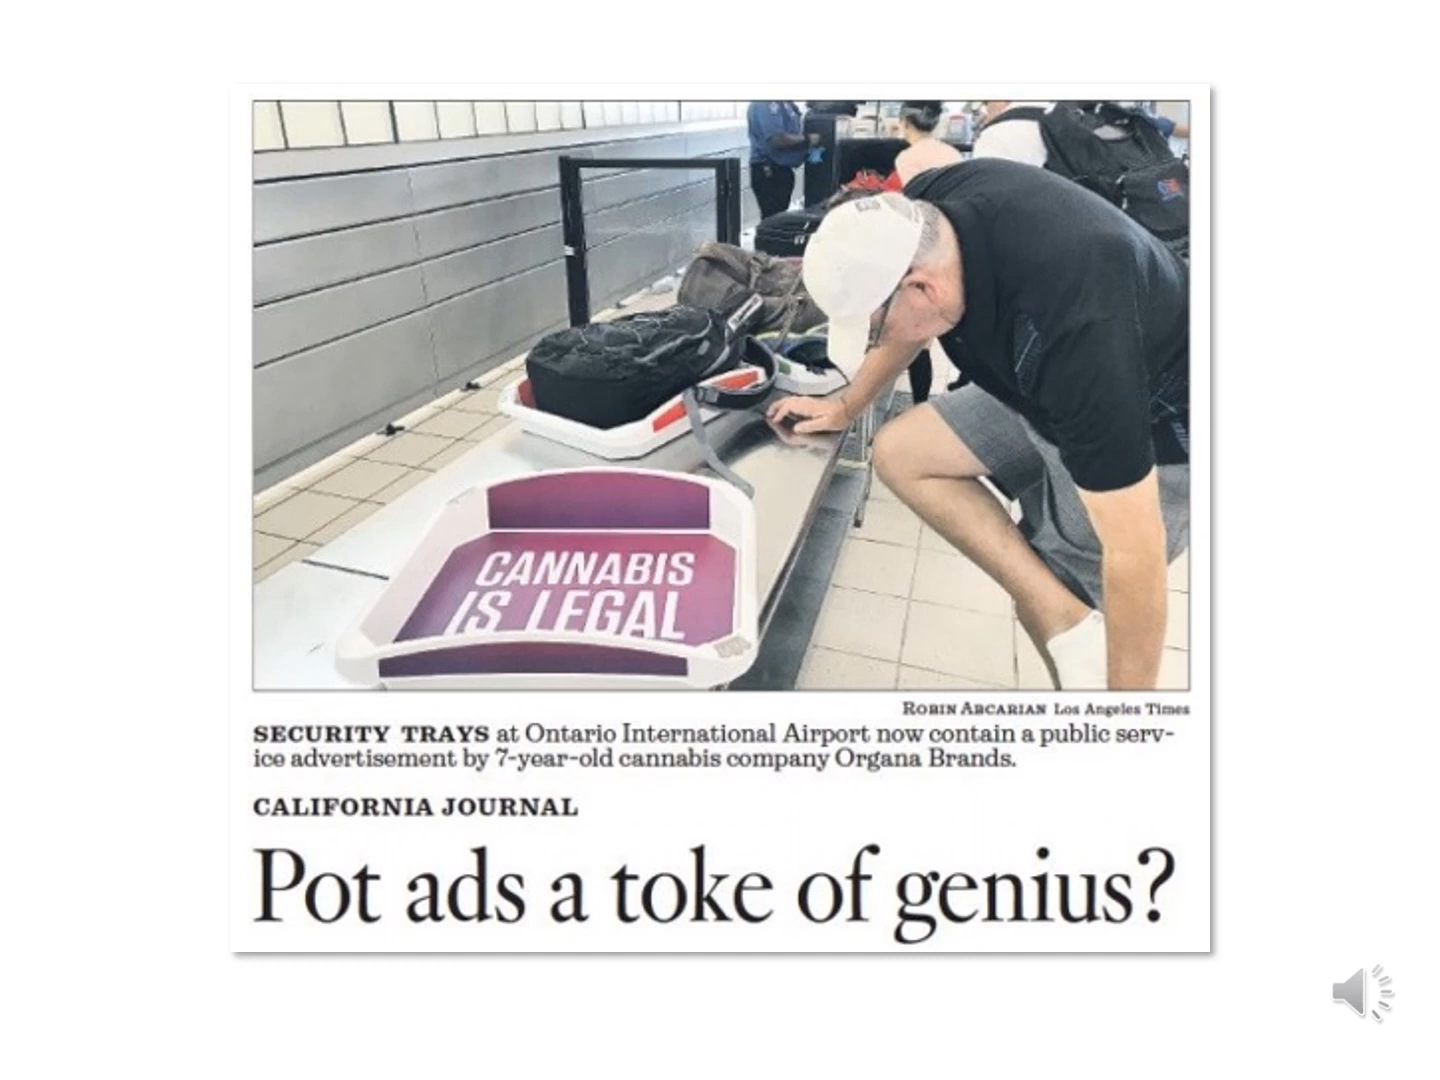 CANNABIS
IS LEGAL
ROBIN ABCARIAN Los Angeles Times
SECURITY TRAYS at Ontario International Airport now contain a public serv-
ice advertisement by 7-year-old cannabis company Organa Brands.
CALIFORNIA JOURNAL
Pot ads a toke of genius?